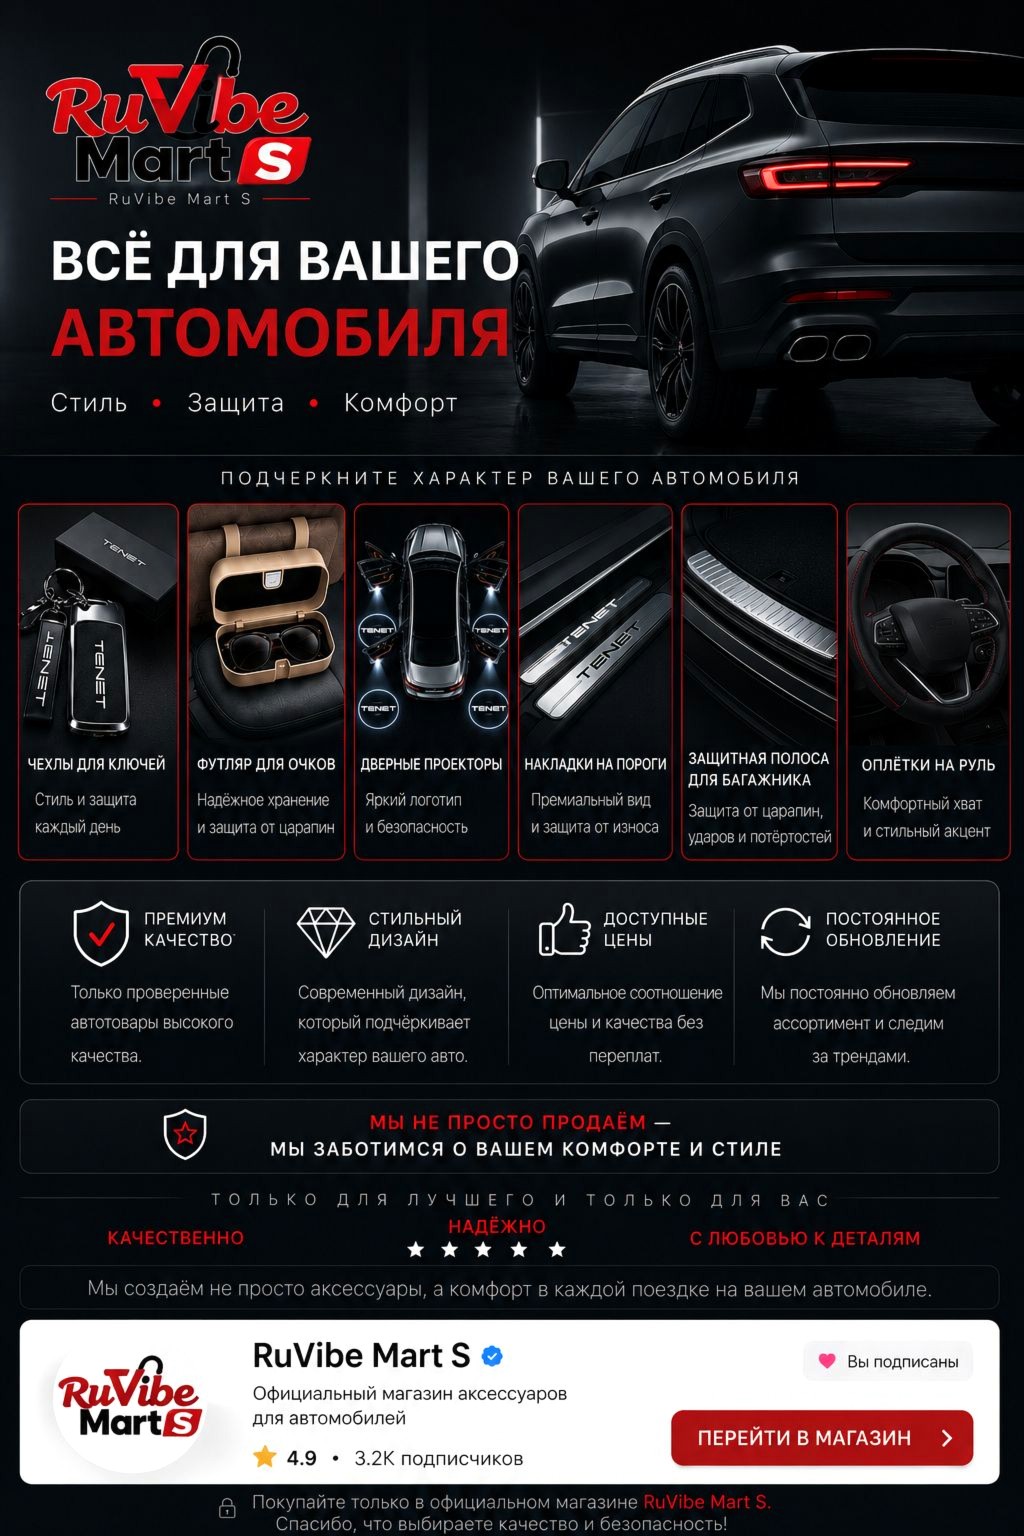 RuVibe
Mart S
RuVibe Mart S
ВСЁ ДЛЯ ВАШЕГО
АВТОМОБИЛЯ
Стиль • Защита • Комфорт
ПОДЧЕРКНИТЕ ХАРАКТЕР ВАШЕГО АВТОМОБИЛЯ
TENET
TENET
TENET
ЧЕХЛЫ ДЛЯ КЛЮЧЕЙ
Стиль и защита
каждый день
ФУТЛЯР ДЛЯ ОЧКОВ
Надёжное хранение
и защита от царапин
TENET
TENET
TENET
TENET
ДВЕРНЫЕ ПРОЕКТОРЫ
Яркий логотип
и безопасность
TENET
TENET
НАКЛАДКИ НА ПОРОГИ
Премиальный вид
и защита от износа
ЗАЩИТНАЯ ПОЛОСА
ДЛЯ БАГАЖНИКА
Защита от царапин,
ударов и потёртостей
ОПЛЁТКИ НА РУЛЬ
Комфортный хват
и стильный акцент
ПРЕМИУМ
КАЧЕСТВО
Только проверенные
автотовары высокого
качества.
СТИЛЬНЫЙ
ДИЗАЙН
Современный дизайн,
который подчёркивает
характер вашего авто.
ДОСТУПНЫЕ
ЦЕНЫ
Оптимальное соотношение
цены и качества без
переплат.
ПОСТОЯННОЕ
ОБНОВЛЕНИЕ
Мы постоянно обновляем
ассортимент и следим
за трендами.
МЫ НЕ ПРОСТО ПРОДАЁМ —
МЫ ЗАБОТИМСЯ О ВАШЕМ КОМФОРТЕ И СТИЛЕ
ТОЛЬКО ДЛЯ ЛУЧШЕГО И ТОЛЬКО ДЛЯ ВАС
КАЧЕСТВЕННО
НАДЁЖНО
С ЛЮБОВЬЮ К ДЕТАЛЯМ
Мы создаём не просто аксессуары, а комфорт в каждой поездке на вашем автомобиле.
RuVibe
Mart S
RuVibe Mart S
Официальный магазин аксессуаров
для автомобилей
4.9 • 3.2K подписчиков
Вы подписаны
ПЕРЕЙТИ В МАГАЗИН
Покупайте только в официальном магазине RuVibe Mart S.
Спасибо, что выбираете качество и безопасность!